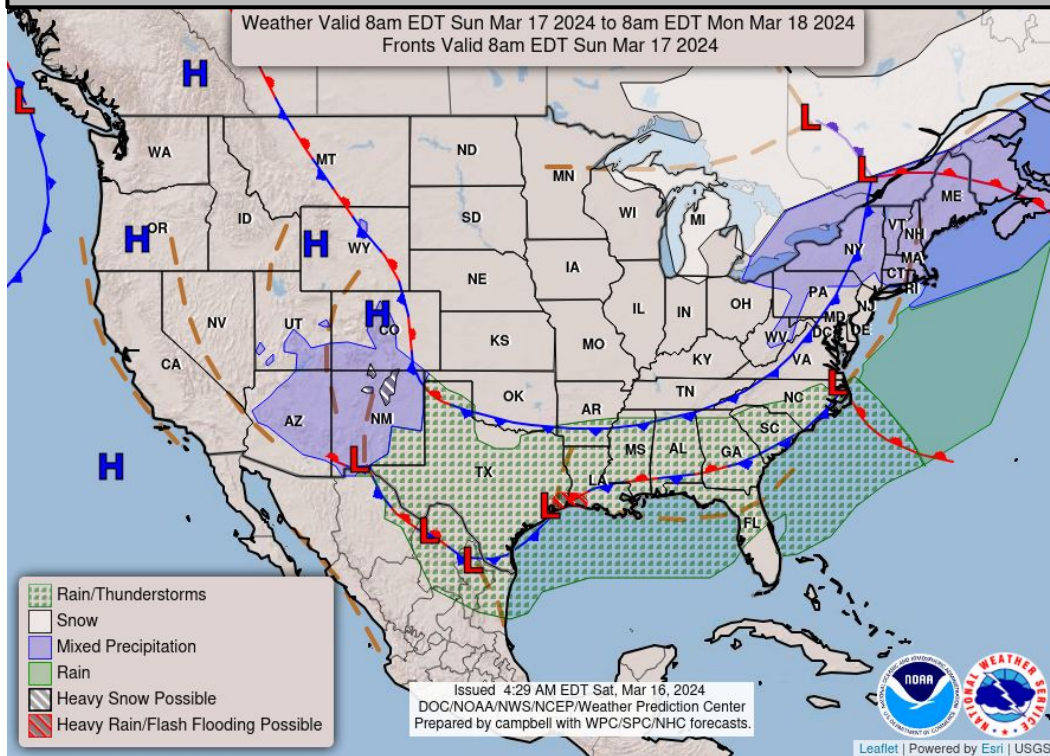 Weather Valid 8am EDT Sun Mar 17 2024 to 8am EDT Mon Mar 18 2024
Fronts Valid 8am EDT Sun Mar 17 2024
H
L
L
WA
MT
ND
MN
L
ME
OR
H
ID
H
WY
SD
WI
MI
VT
NH
NY
MA
CT
RI
IA
NE
PA
NJ
NV
UT
H
CO
IL
IN
OH
MD
DE
DC
WV
CA
KS
MO
KY
VA
L
AZ
NM
OK
AR
TN
NC
SC
H
L
TX
MS
AL
GA
LA
L
L
L
FL
Rain/Thunderstorms
Snow
Mixed Precipitation
Rain
Heavy Snow Possible
Heavy Rain/Flash Flooding Possible
Issued 4:29 AM EDT Sat, Mar 16, 2024
DOC/NOAA/NWS/NCEP/Weather Prediction Center
Prepared by campbell with WPC/SPC/NHC forecasts.
NOAA
NATIONAL WEATHER SERVICE
Leaflet | Powered by Esri | USGS